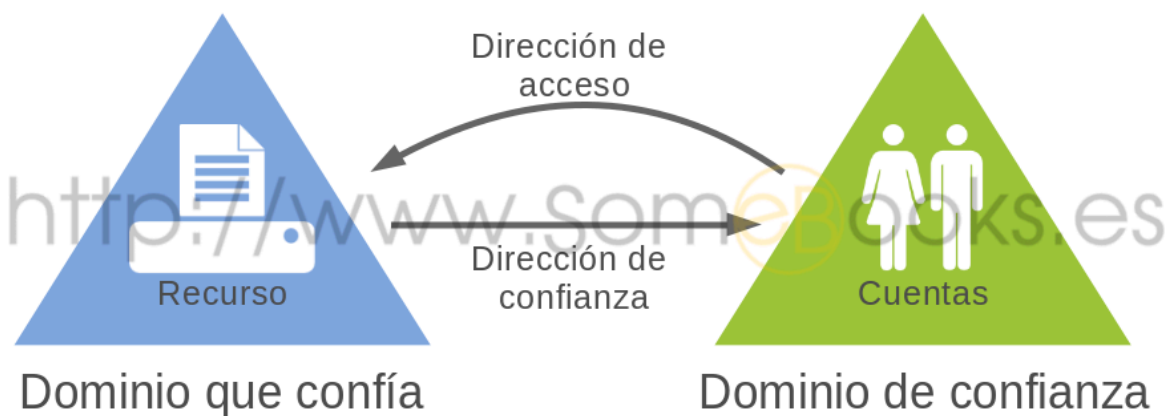 Dirección de
acceso
http://www.SomeBooks.es
Dirección de
confianza
Recurso
Cuentas
Dominio que confía
Dominio de confianza